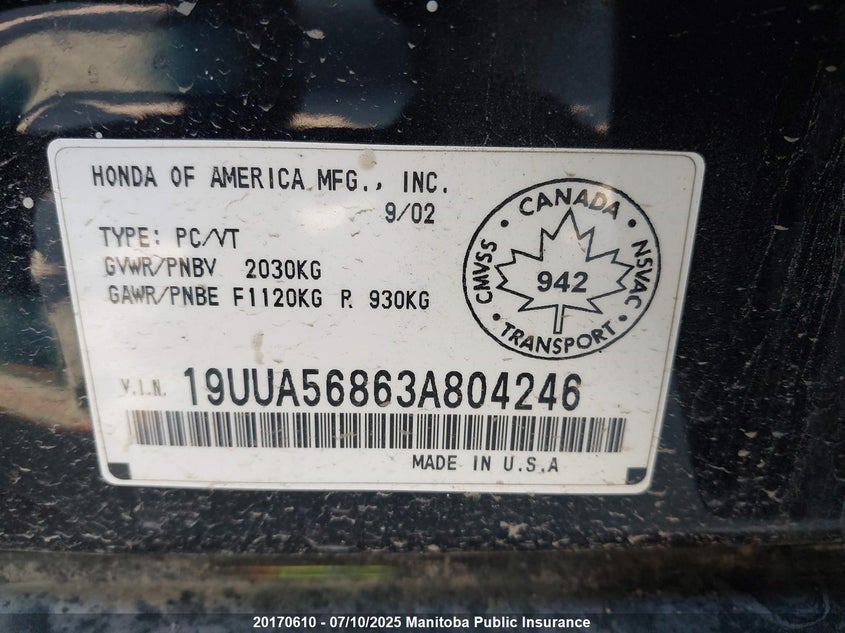 HONDA OF AMERICA MFG., INC.
9/02
TYPE: PC/VT
GVWR/PNBV 2030KG
GAWR/PNBE F1120KG R 930KG
CANADA
CMVSS
942
NSVAC
TRANSPORT
V.I.N. 19UUA56863A804246
MADE IN U.S.A
20170610 - 07/10/2025 Manitoba Public Insurance